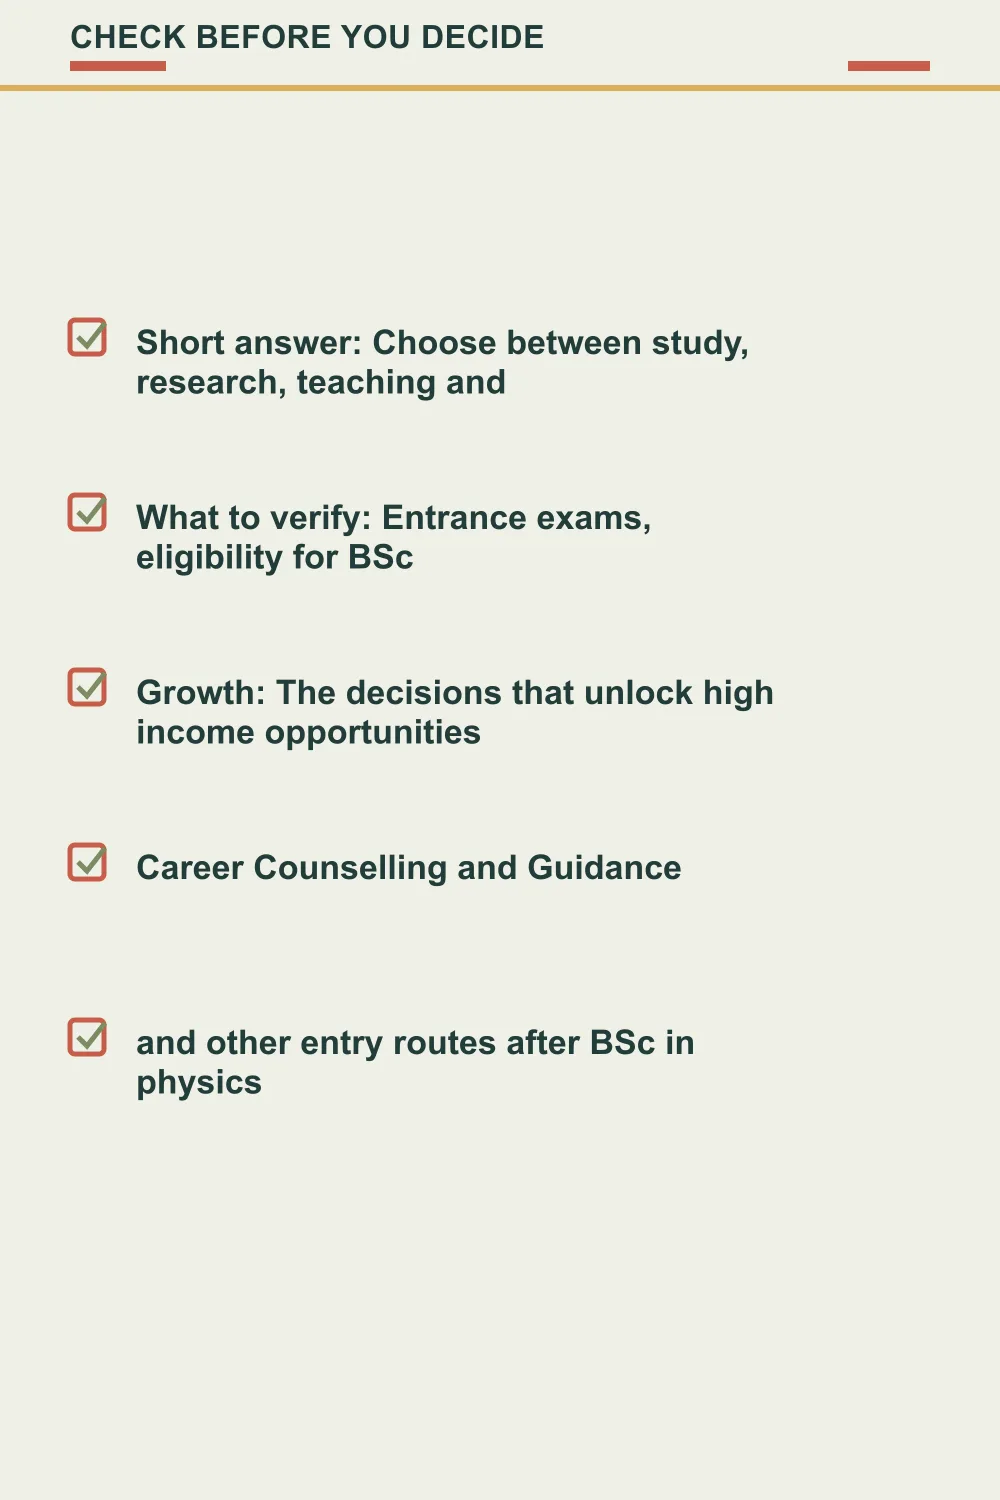 CHECK BEFORE YOU DECIDE
Short answer: Choose between study,
research, teaching and
What to verify: Entrance exams,
eligibility for BSc
Growth: The decisions that unlock high
income opportunities
Career Counselling and Guidance
and other entry routes after BSc in
physics